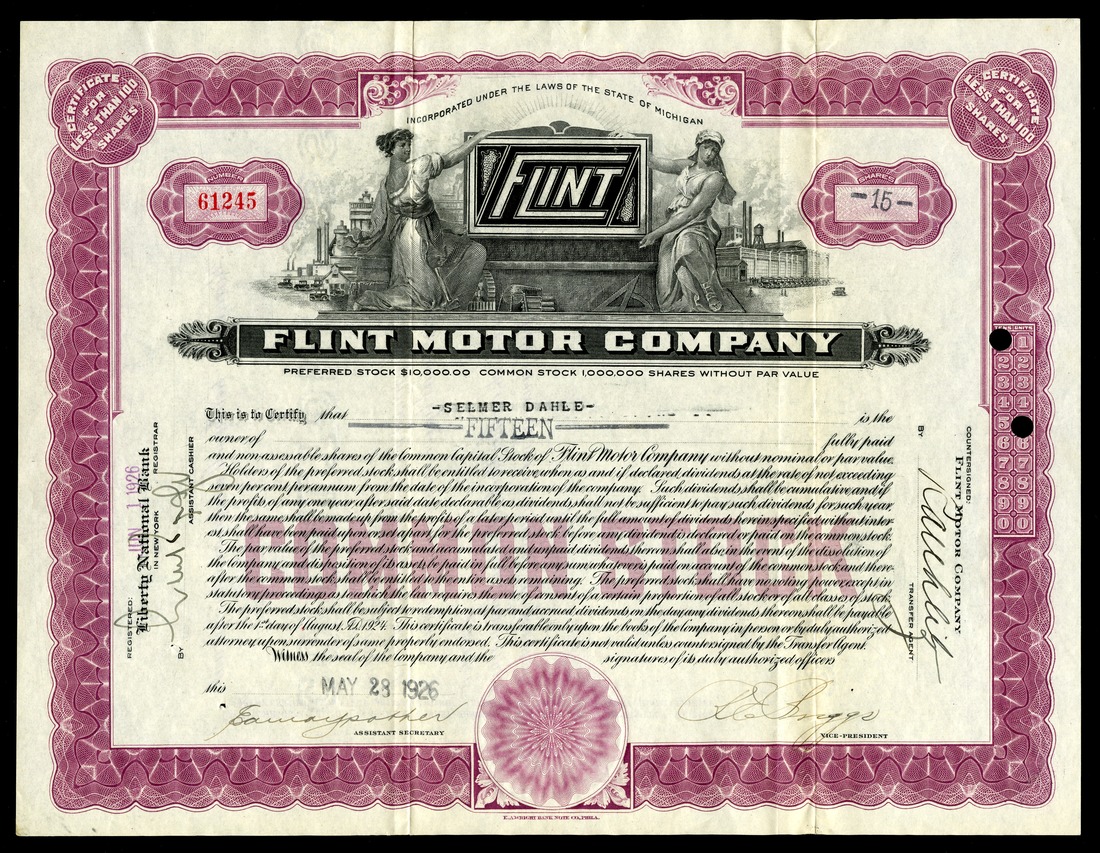 INCORPORATED UNDER THE LAWS OF THE STATE OF MICHIGAN
CERTIFICATE
FOR
LESS THAN 100
SHARES
CERTIFICATE
FOR
LESS THAN 100
SHARES
NUMBER
61245
FLINT
SHARES
-15-
FLINT MOTOR COMPANY
PREFERRED STOCK $10,000.00 COMMON STOCK 1,000,000 SHARES WITHOUT PAR VALUE
TENS UNITS
1
2 2
3 3
4 4
5
6 6
7 7
8 8
9 9
0 0
This is to Certify that -SELMER DAHLE- is the
owner of FIFTEEN fully paid
and non-assessable shares of the Common Capital Stock of Flint Motor Company without nominal or par value.
Holders of the preferred stock shall be entitled to receive when as and if declared dividends at the rate of not exceeding
seven per cent per annum from the date of the incorporation of the company. Such dividends shall be cumulative and if
the profits of any one year after said date declarable as dividends shall not be sufficient to pay such dividends for such year,
then the same shall be made up from the profits of a later period until the full amount of dividends herein specified without inter-
est shall have been paid upon or set apart for the preferred stock before any dividend is declared or paid on the common stock.
The par value of the preferred stock and accumulated and unpaid dividends thereon shall also, in the event of the dissolution of
the company and disposition of its assets, be paid in full before any sum whatever is paid on account of the common stock and there-
after the common stock shall be entitled to the entire assets remaining. The preferred stock shall have no voting power except in
statutory proceedings as to which the law requires the vote or consent of a certain proportion of all stock or of all classes of stock.
The preferred stock shall be subject to redemption at par and accrued dividends on the day any dividends thereon shall be payable
after the 1st day of August, A.D. 1924. This certificate is transferable only upon the books of the Company in person or by duly authorized
attorney upon surrender of same properly endorsed. This certificate is not valid unless countersigned by the Transfer Agent.
COMMON STOCK
Witness the seal of the company and the signatures of its duly authorized officers
this MAY 28 1926
ASSISTANT SECRETARY
R E Griggs
VICE-PRESIDENT
REGISTERED:
JUN 1 1926
Liberty National Bank
IN NEW YORK REGISTRAR
BY
ASSISTANT CASHIER
COUNTERSIGNED:
FLINT MOTOR COMPANY
BY
TRANSFER AGENT
E.A. WRIGHT BANK NOTE CO., PHILA.